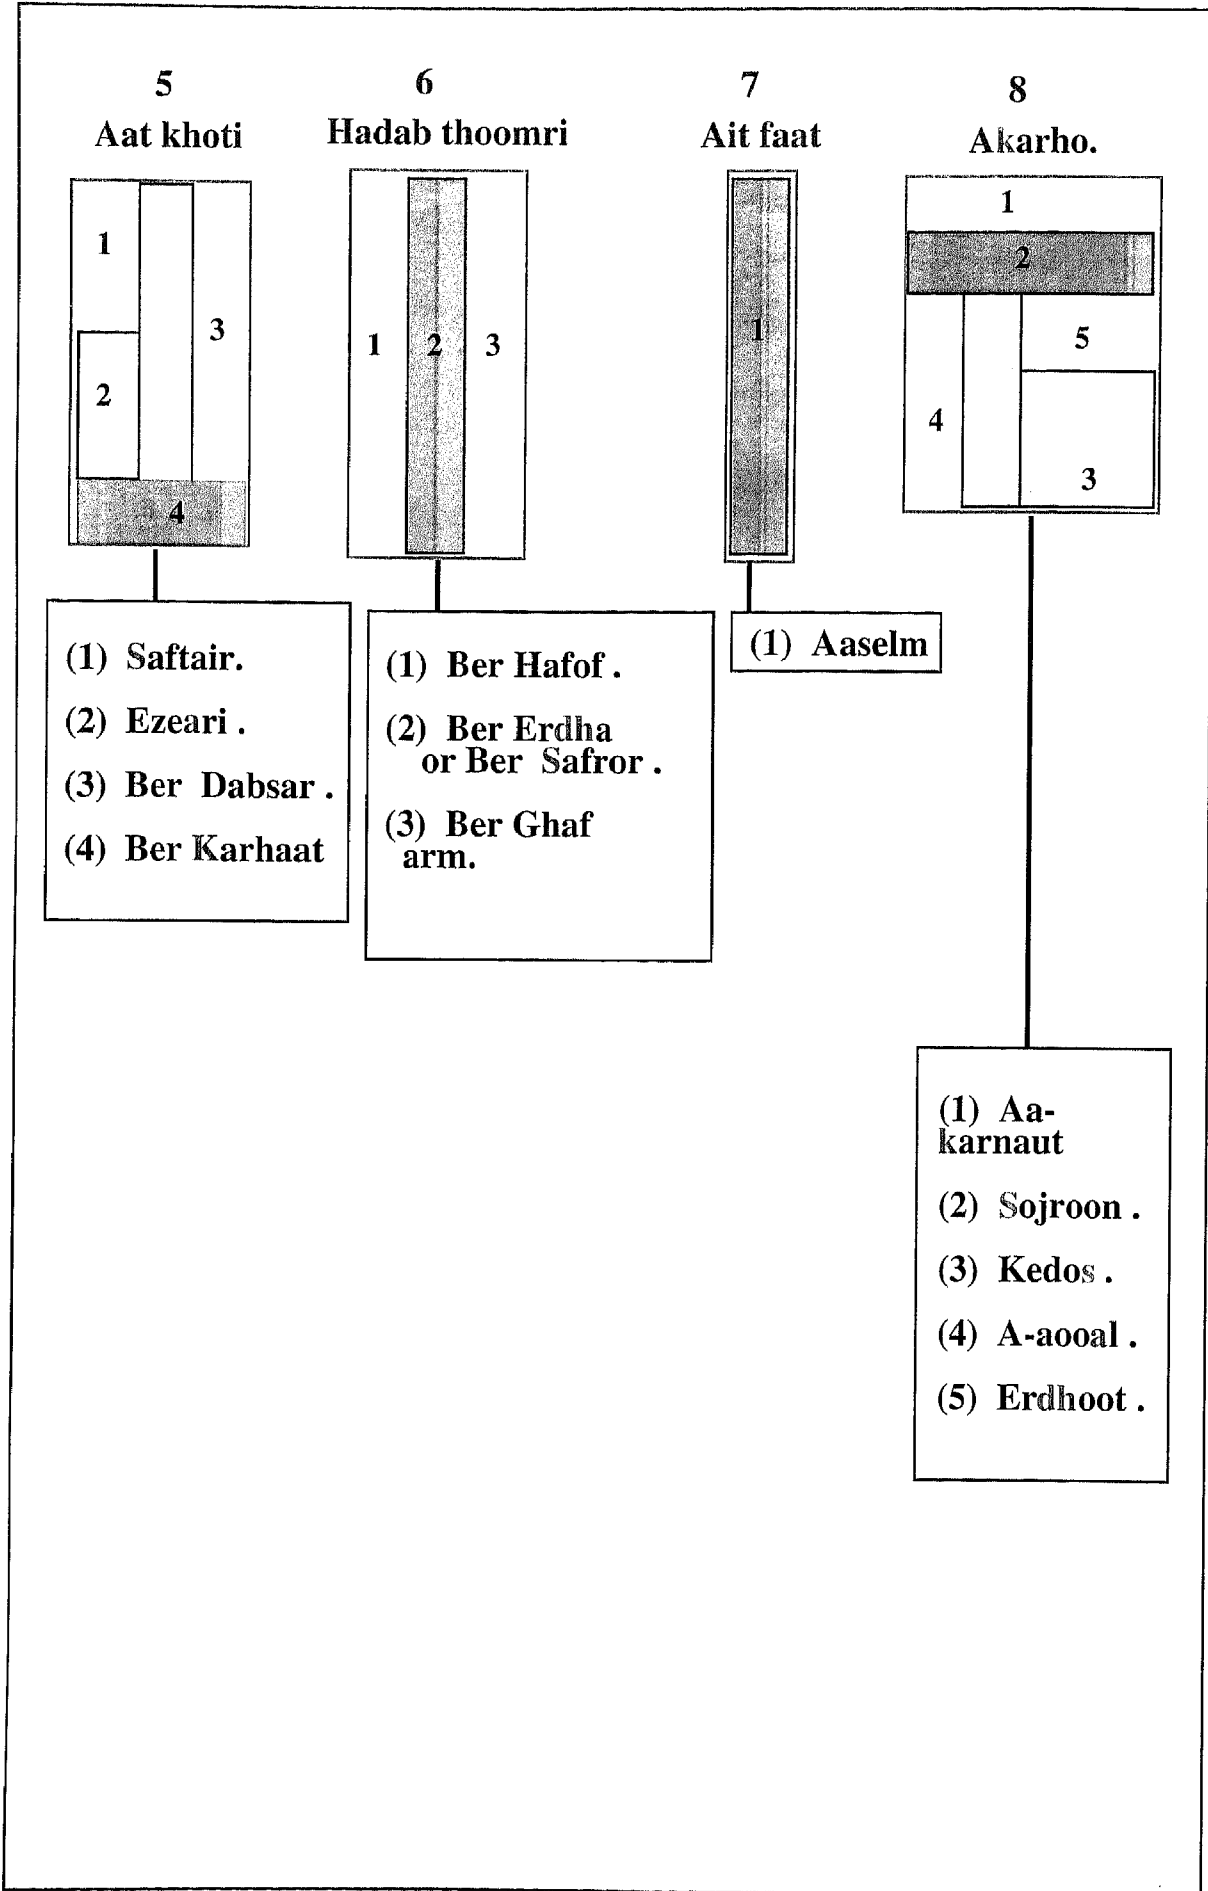 5
Aat khoti
1
2
3
4
(1) Saftair.
(2) Ezeari .
(3) Ber Dabsar .
(4) Ber Karhaat
6
Hadab thoomri
1
2
3
(1) Ber Hafof .
(2) Ber Erdha
or Ber Safror .
(3) Ber Ghaf
arm.
7
Ait faat
1
(1) Aaselm
8
Akarho.
1
2
5
4
3
(1) Aa-
karnaut
(2) Sojroon .
(3) Kedos .
(4) A-aooal .
(5) Erdhoot .